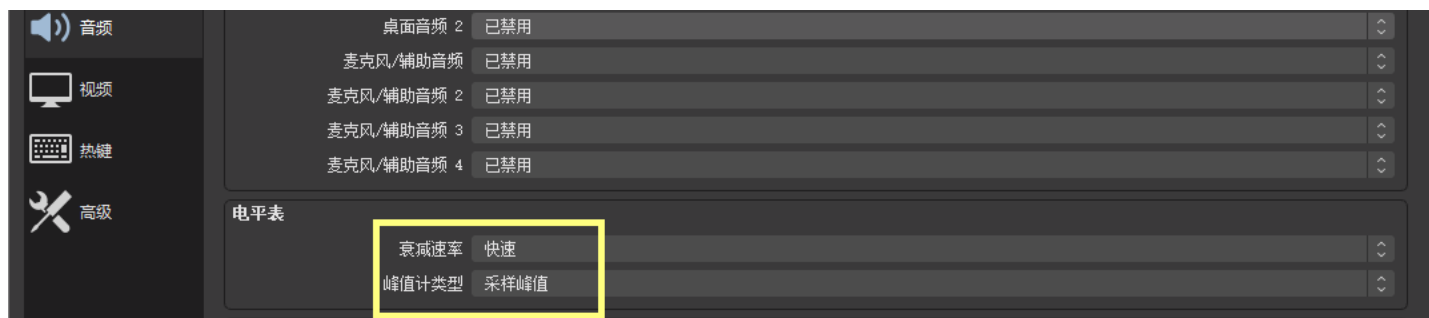 音频
视频
热键
高级
桌面音频 2 已禁用
麦克风/辅助音频 已禁用
麦克风/辅助音频 2 已禁用
麦克风/辅助音频 3 已禁用
麦克风/辅助音频 4 已禁用
电平表
衰减速率 快速
峰值计类型 采样峰值